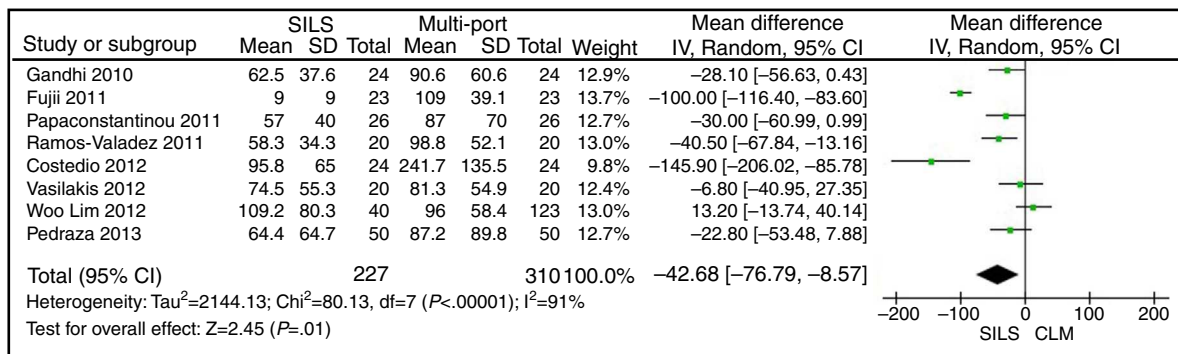 SILS Multi-port Mean difference Mean difference
Study or subgroup Mean SD Total Mean SD Total Weight IV, Random, 95% CI IV, Random, 95% CI
Gandhi 2010 62.5 37.6 24 90.6 60.6 24 12.9% –28.10 [–56.63, 0.43]
Fujii 2011 9 9 23 109 39.1 23 13.7% –100.00 [–116.40, –83.60]
Papaconstantinou 2011 57 40 26 87 70 26 12.7% –30.00 [–60.99, 0.99]
Ramos-Valadez 2011 58.3 34.3 20 98.8 52.1 20 13.0% –40.50 [–67.84, –13.16]
Costedio 2012 95.8 65 24 241.7 135.5 24 9.8% –145.90 [–206.02, –85.78]
Vasilakis 2012 74.5 55.3 20 81.3 54.9 20 12.4% –6.80 [–40.95, 27.35]
Woo Lim 2012 109.2 80.3 40 96 58.4 123 13.0% 13.20 [–13.74, 40.14]
Pedraza 2013 64.4 64.7 50 87.2 89.8 50 12.7% –22.80 [–53.48, 7.88]
Total (95% CI) 227 310 100.0% –42.68 [–76.79, –8.57]
Heterogeneity: Tau²=2144.13; Chi²=80.13, df=7 (P<.00001); I²=91%
Test for overall effect: Z=2.45 (P=.01)
–200 –100 0 100 200
SILS CLM